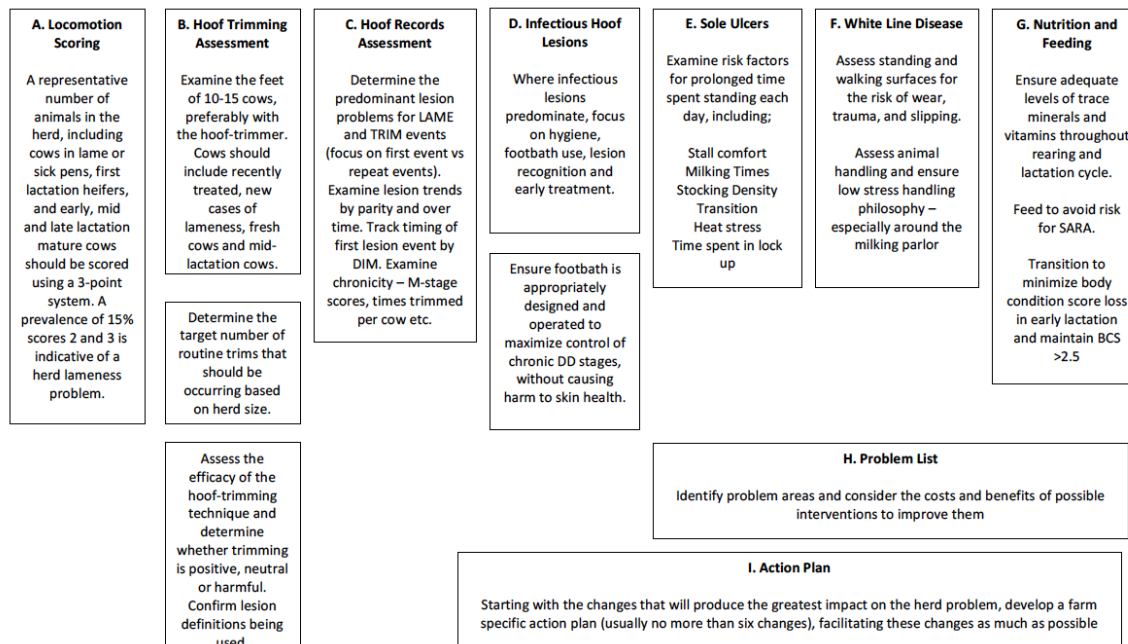 A. Locomotion
Scoring
A representative
number of
animals in the
herd, including
cows in lame or
sick pens, first
lactation heifers,
and early, mid
and late lactation
mature cows
should be scored
using a 3-point
system. A
prevalence of 15%
scores 2 and 3 is
indicative of a
herd lameness
problem.
B. Hoof Trimming
Assessment
Examine the feet
of 10-15 cows,
preferably with
the hoof-trimmer.
Cows should
include recently
treated, new
cases of
lameness, fresh
cows and mid-
lactation cows.
Determine the
target number of
routine trims that
should be
occurring based
on herd size.
Assess the
efficacy of the
hoof-trimming
technique and
determine
whether trimming
is positive, neutral
or harmful.
Confirm lesion
definitions being
used
C. Hoof Records
Assessment
Determine the
predominant lesion
problems for LAME
and TRIM events
(focus on first event vs
repeat events).
Examine lesion trends
by parity and over
time. Track timing of
first lesion event by
DIM. Examine
chronicity – M-stage
scores, times trimmed
per cow etc.
D. Infectious Hoof
Lesions
Where infectious
lesions
predominate, focus
on hygiene,
footbath use, lesion
recognition and
early treatment.
Ensure footbath is
appropriately
designed and
operated to
maximize control of
chronic DD stages,
without causing
harm to skin health.
E. Sole Ulcers
Examine risk factors
for prolonged time
spent standing each
day, including;
Stall comfort
Milking Times
Stocking Density
Transition
Heat stress
Time spent in lock
up
F. White Line Disease
Assess standing and
walking surfaces for
the risk of wear,
trauma, and slipping.
Assess animal
handling and ensure
low stress handling
philosophy –
especially around the
milking parlor
G. Nutrition and
Feeding
Ensure adequate
levels of trace
minerals and
vitamins throughout
rearing and
lactation cycle.
Feed to avoid risk
for SARA.
Transition to
minimize body
condition score loss
in early lactation
and maintain BCS
>2.5
H. Problem List
Identify problem areas and consider the costs and benefits of possible
interventions to improve them
I. Action Plan
Starting with the changes that will produce the greatest impact on the herd problem, develop a farm
specific action plan (usually no more than six changes), facilitating these changes as much as possible